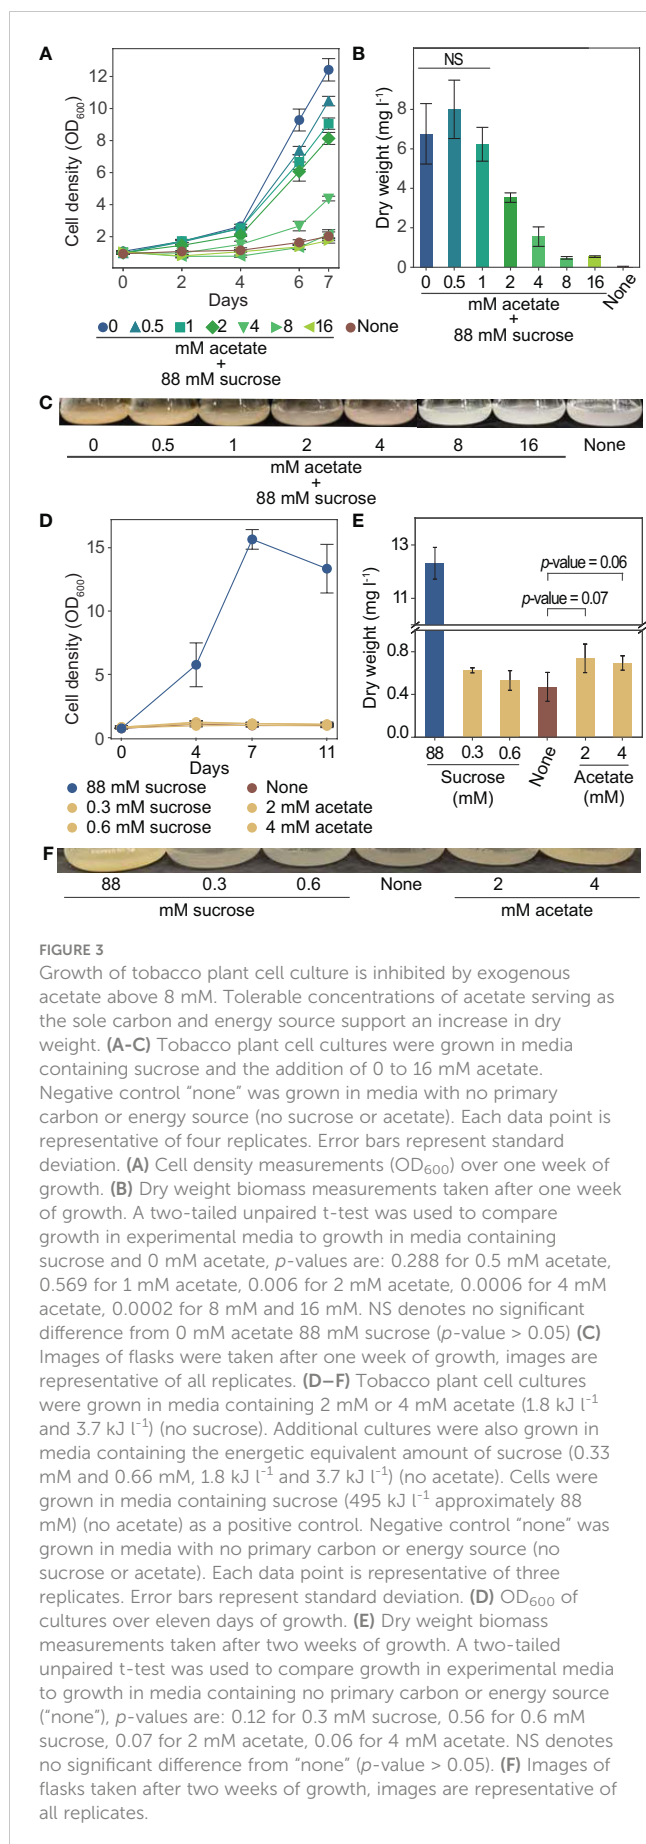 A
B
Cell density (OD600)
12
10
8
6
4
2
0 2 4 6 7
Days
Dry weight (mg l-1)
8
6
4
2
0
NS
0 0.5 1 2 4 8 16 None
mM acetate
+
88 mM sucrose
0 0.5 1 2 4 8 16 None
mM acetate
+
88 mM sucrose
C
0 0.5 1 2 4 8 16 None
mM acetate
+
88 mM sucrose
D
E
Cell density (OD600)
15
10
5
0
0 4 7 11
Days
88 mM sucrose
0.3 mM sucrose
0.6 mM sucrose
None
2 mM acetate
4 mM acetate
Dry weight (mg l-1)
13
11
0.8
0.4
0.0
p-value = 0.06
p-value = 0.07
88 0.3 0.6 None 2 4
Sucrose
(mM)
Acetate
(mM)
F
88 0.3 0.6 None 2 4
mM sucrose
mM acetate
FIGURE 3
Growth of tobacco plant cell culture is inhibited by exogenous
acetate above 8 mM. Tolerable concentrations of acetate serving as
the sole carbon and energy source support an increase in dry
weight. (A-C) Tobacco plant cell cultures were grown in media
containing sucrose and the addition of 0 to 16 mM acetate.
Negative control "none" was grown in media with no primary
carbon or energy source (no sucrose or acetate). Each data point is
representative of four replicates. Error bars represent standard
deviation. (A) Cell density measurements (OD600) over one week of
growth. (B) Dry weight biomass measurements taken after one week
of growth. A two-tailed unpaired t-test was used to compare
growth in experimental media to growth in media containing
sucrose and 0 mM acetate, p-values are: 0.288 for 0.5 mM acetate,
0.569 for 1 mM acetate, 0.006 for 2 mM acetate, 0.0006 for 4 mM
acetate, 0.0002 for 8 mM and 16 mM. NS denotes no significant
difference from 0 mM acetate 88 mM sucrose (p-value > 0.05) (C)
Images of flasks were taken after one week of growth, images are
representative of all replicates. (D–F) Tobacco plant cell cultures
were grown in media containing 2 mM or 4 mM acetate (1.8 kJ l-1
and 3.7 kJ l-1) (no sucrose). Additional cultures were also grown in
media containing the energetic equivalent amount of sucrose (0.33
mM and 0.66 mM, 1.8 kJ l-1 and 3.7 kJ l-1) (no acetate). Cells were
grown in media containing sucrose (495 kJ l-1 approximately 88
mM) (no acetate) as a positive control. Negative control "none" was
grown in media with no primary carbon or energy source (no
sucrose or acetate). Each data point is representative of three
replicates. Error bars represent standard deviation. (D) OD600 of
cultures over eleven days of growth. (E) Dry weight biomass
measurements taken after two weeks of growth. A two-tailed
unpaired t-test was used to compare growth in experimental media
to growth in media containing no primary carbon or energy source
("none"), p-values are: 0.12 for 0.3 mM sucrose, 0.56 for 0.6 mM
sucrose, 0.07 for 2 mM acetate, 0.06 for 4 mM acetate. NS denotes
no significant difference from "none" (p-value > 0.05). (F) Images of
flasks taken after two weeks of growth, images are representative of
all replicates.